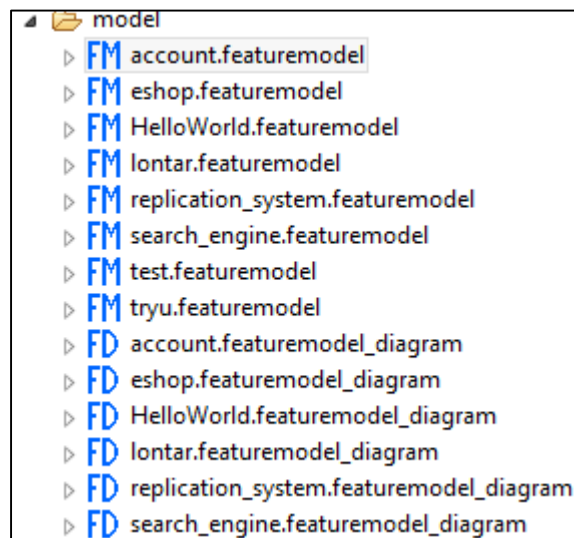 model
FM account.featuremodel
FM eshop.featuremodel
FM HelloWorld.featuremodel
FM lontar.featuremodel
FM replication_system.featuremodel
FM search_engine.featuremodel
FM test.featuremodel
FM tryu.featuremodel
FD account.featuremodel_diagram
FD eshop.featuremodel_diagram
FD HelloWorld.featuremodel_diagram
FD lontar.featuremodel_diagram
FD replication_system.featuremodel_diagram
FD search_engine.featuremodel_diagram